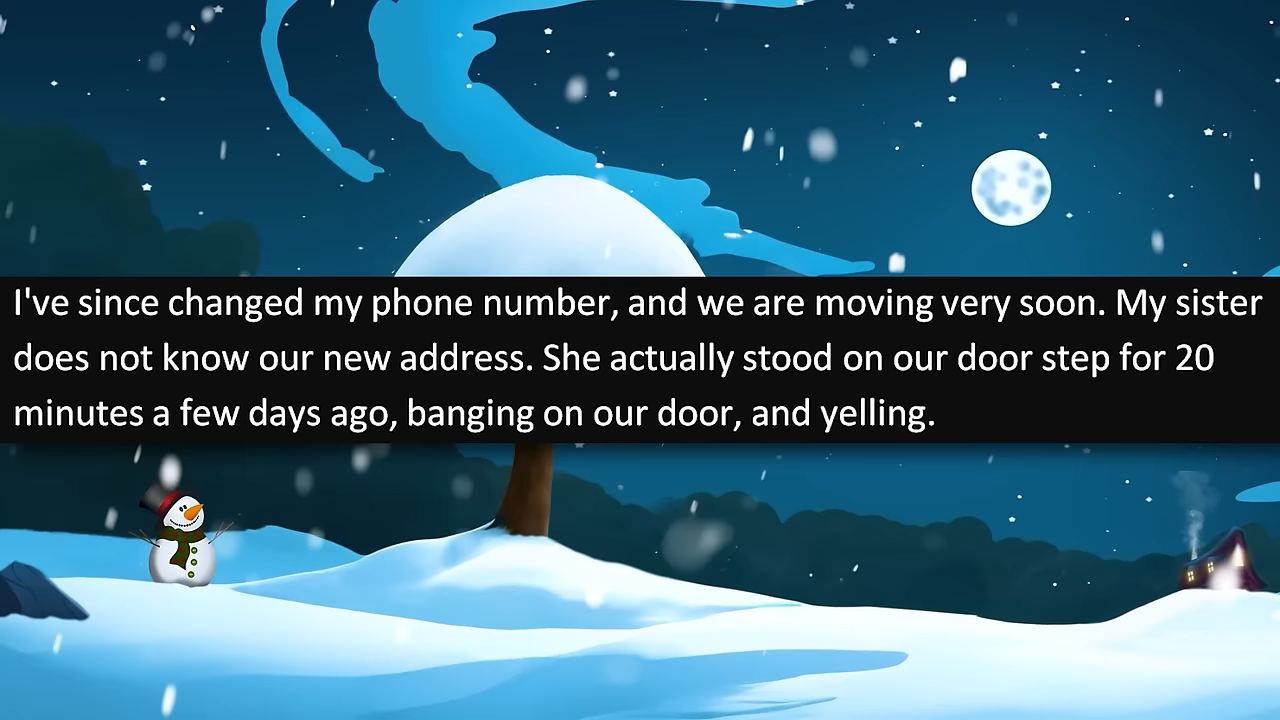 I've since changed my phone number, and we are moving very soon. My sister
does not know our new address. She actually stood on our door step for 20
minutes a few days ago, banging on our door, and yelling.